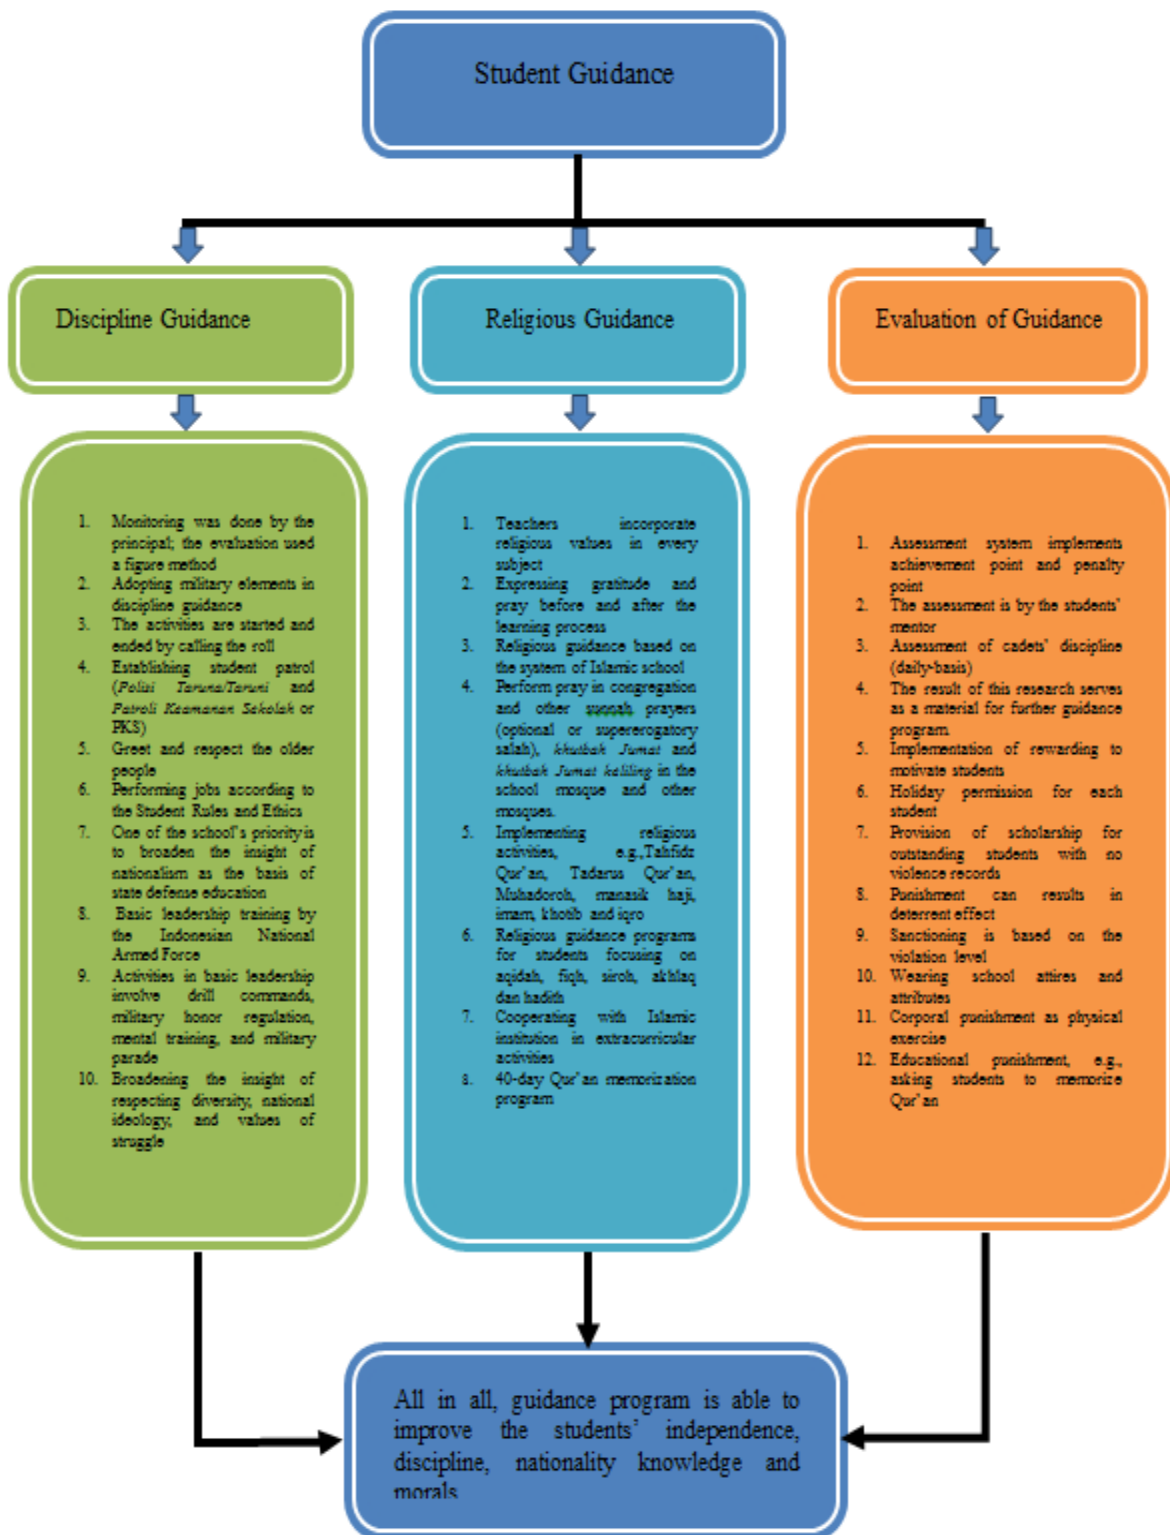 Student Guidance
Discipline Guidance
Religious Guidance
Evaluation of Guidance
1. Monitoring was done by the
principal; the evaluation used
a figure method
2. Adopting military elements in
discipline guidance
3. The activities are started and
ended by calling the roll
4. Establishing student patrol
(Polisi Taruna/Taruni and
Patroli Keamanan Sekolah or
PKS)
5. Greet and respect the older
people
6. Performing jobs according to
the Student Rules and Ethics
7. One of the school's priority is
to broaden the insight of
nationalism as the basis of
state defense education
8. Basic leadership training by
the Indonesian National
Armed Force
9. Activities in basic leadership
involve drill commands,
military honor regulation,
mental training, and military
parade
10. Broadening the insight of
respecting diversity, national
ideology, and values of
struggle
1. Teachers incorporate
religious values in every
subject
2. Expressing gratitude and
pray before and after the
learning process
3. Religious guidance based on
the system of Islamic school
4. Perform pray in congregation
and other sunnah prayers
(optional or supererogatory
salah), khutbah Jumat and
khutbah Jumat keliling in the
school mosque and other
mosques.
5. Implementing religious
activities, e.g.,Tahfidz
Qur'an, Tadarus Qur'an,
Muhadoroh, manasik haji,
imam, khotib and iqro
6. Religious guidance programs
for students focusing on
aqidah, fiqh, siroh, akhlaq
dan hadith
7. Cooperating with Islamic
institution in extracurricular
activities
8. 40-day Qur'an memorization
program
1. Assessment system implements
achievement point and penalty
point
2. The assessment is by the students'
mentor
3. Assessment of cadets' discipline
(daily-basis)
4. The result of this research serves
as a material for further guidance
program.
5. Implementation of rewarding to
motivate students
6. Holiday permission for each
student
7. Provision of scholarship for
outstanding students with no
violence records
8. Punishment can results in
deterrent effect
9. Sanctioning is based on the
violation level
10. Wearing school attires and
attributes
11. Corporal punishment as physical
exercise
12. Educational punishment, e.g.,
asking students to memorize
Qur'an
All in all, guidance program is able to
improve the students' independence,
discipline, nationality knowledge and
morals